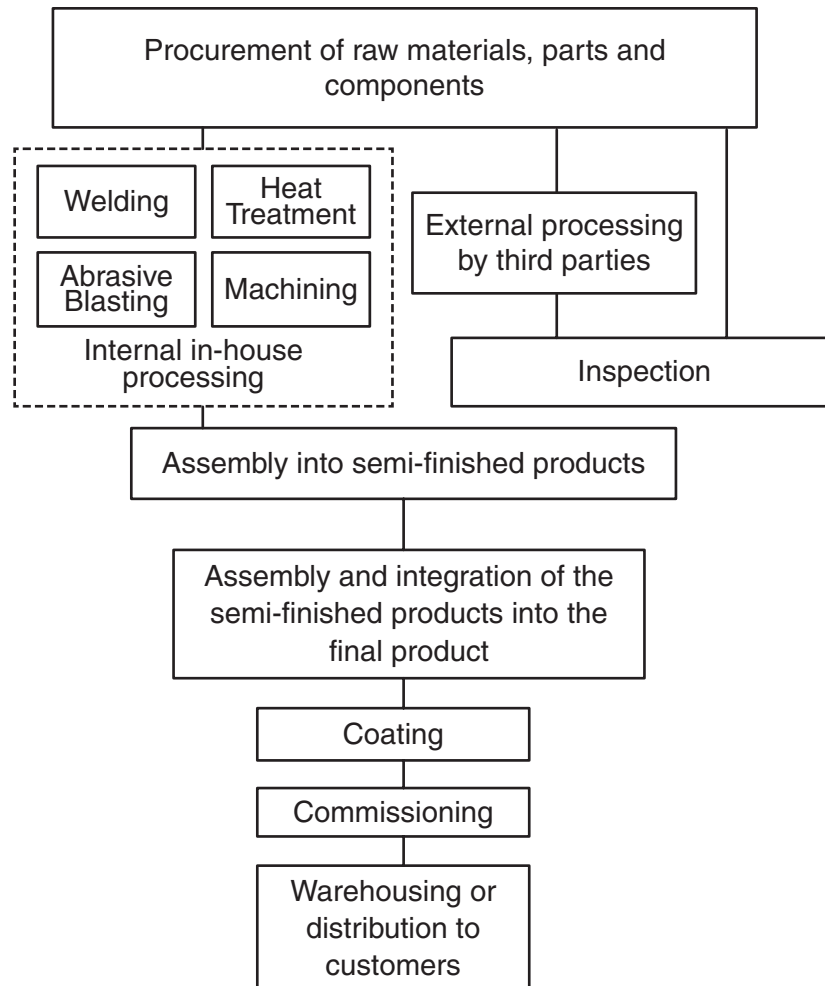 Procurement of raw materials, parts and
components
Welding
Heat
Treatment
Abrasive
Blasting
Machining
Internal in-house
processing
External processing
by third parties
Inspection
Assembly into semi-finished products
Assembly and integration of the
semi-finished products into the
final product
Coating
Commissioning
Warehousing or
distribution to
customers